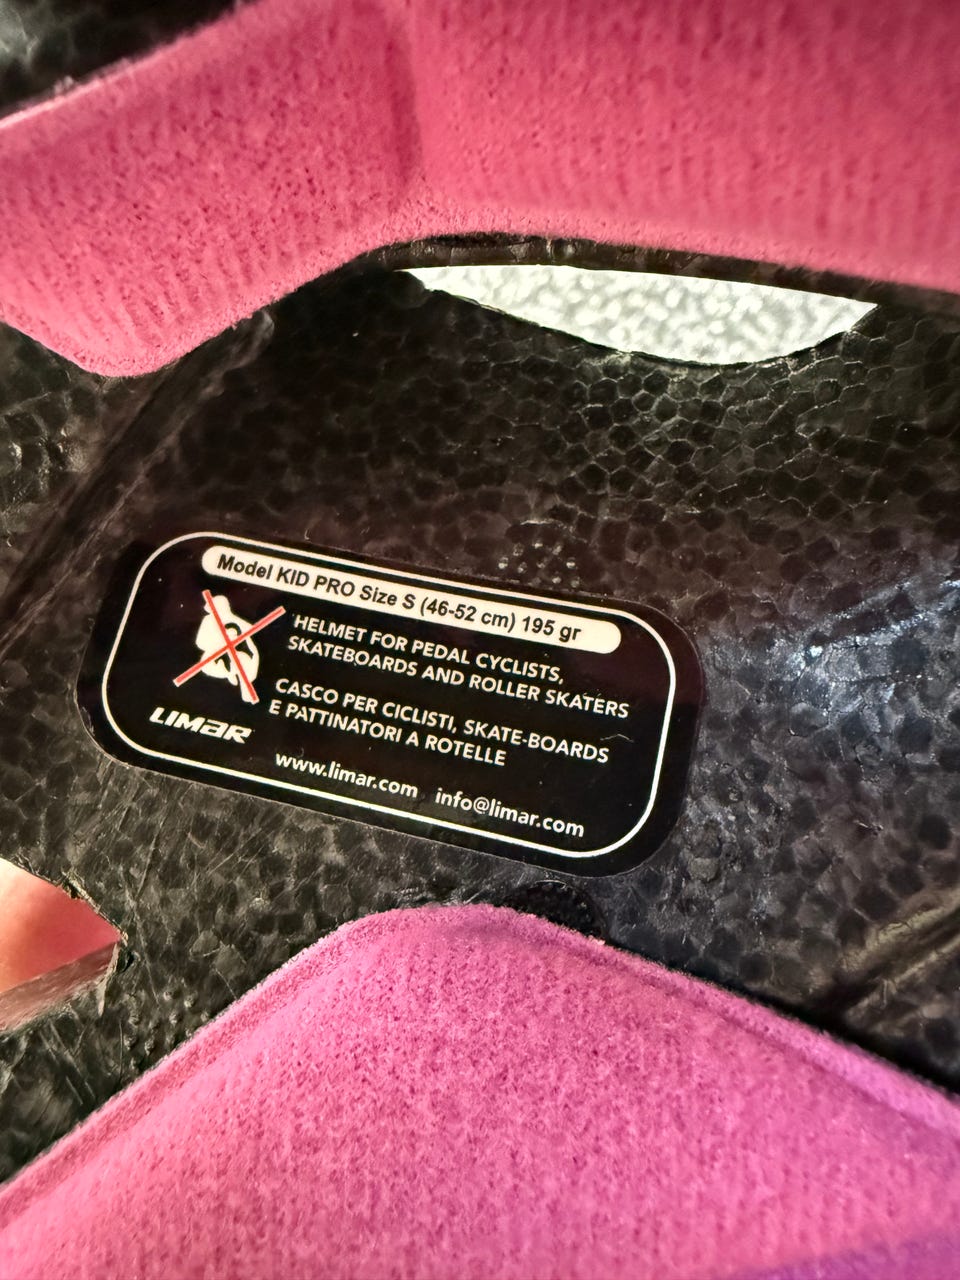 Model KID PRO Size S (46-52 cm) 195 gr
HELMET FOR PEDAL CYCLISTS,
SKATEBOARDS AND ROLLER SKATERS
CASCO PER CICLISTI, SKATE-BOARDS
E PATTINATORI A ROTELLE
LIMAR
www.limar.com info@limar.com